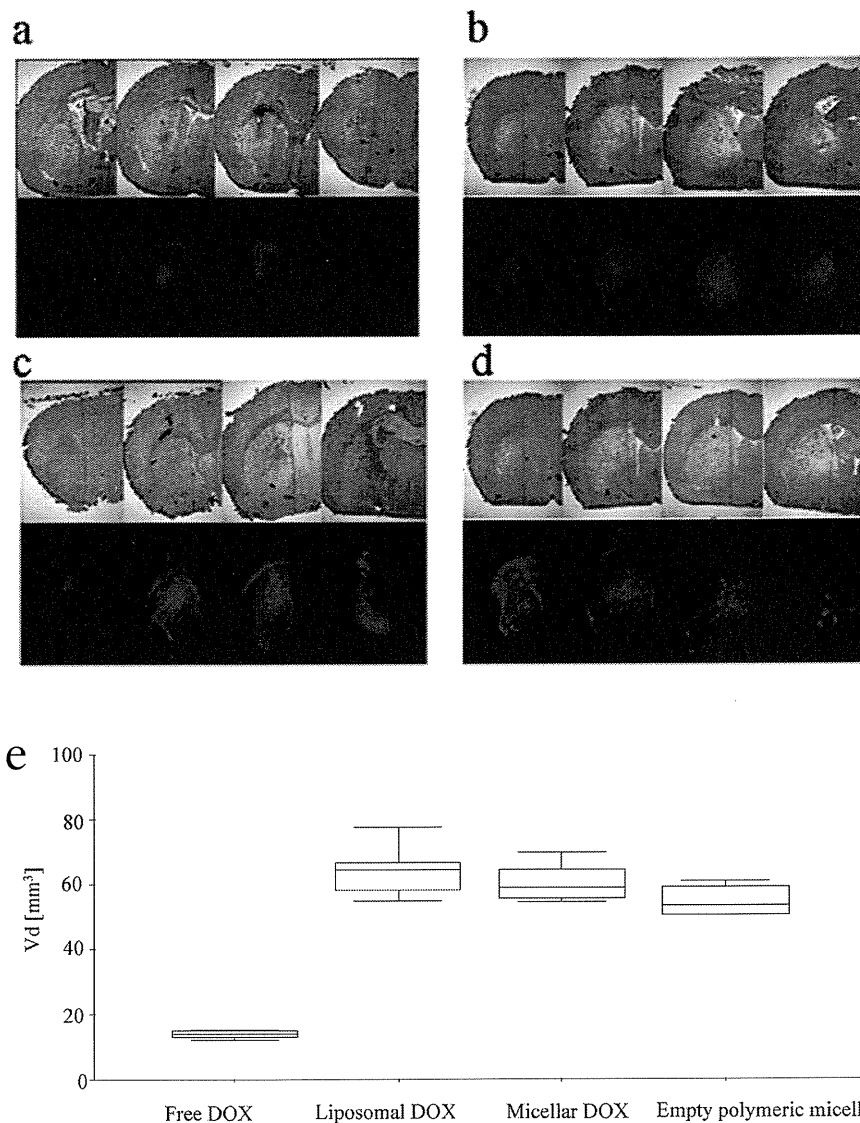 a
b
c
d
e
100
80
60
40
20
0
Vd [mm³]
Free DOX
Liposomal DOX
Micellar DOX
Empty polymeric micell